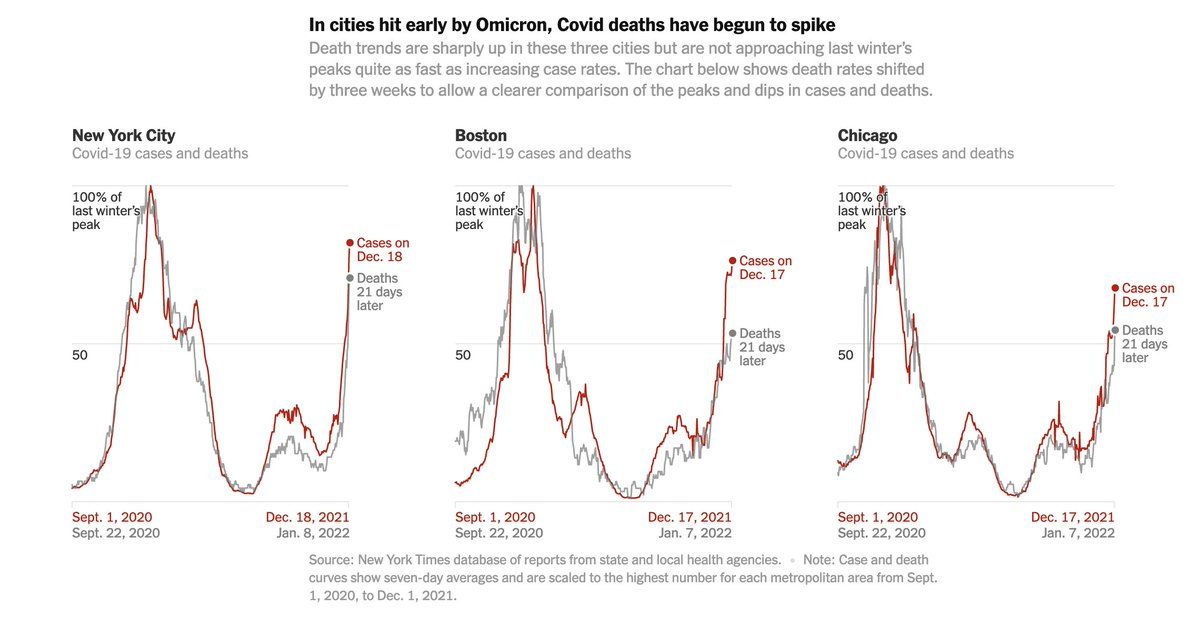 In cities hit early by Omicron, Covid deaths have begun to spike
Death trends are sharply up in these three cities but are not approaching last winter's
peaks quite as fast as increasing case rates. The chart below shows death rates shifted
by three weeks to allow a clearer comparison of the peaks and dips in cases and deaths.
New York City
Covid-19 cases and deaths
100% of
last winter's
peak
50
Cases on
Dec. 18
Deaths
21 days
later
Sept. 1, 2020
Dec. 18, 2021
Sept. 22, 2020
Jan. 8, 2022
Boston
Covid-19 cases and deaths
100% of
last winter's
peak
50
Cases on
Dec. 17
Deaths
21 days
later
Sept. 1, 2020
Dec. 17, 2021
Sept. 22, 2020
Jan. 7, 2022
Chicago
Covid-19 cases and deaths
100% of
last winter's
peak
50
Cases on
Dec. 17
Deaths
21 days
later
Sept. 1, 2020
Dec. 17, 2021
Sept. 22, 2020
Jan. 7, 2022
Source: New York Times database of reports from state and local health agencies. • Note: Case and death
curves show seven-day averages and are scaled to the highest number for each metropolitan area from Sept.
1, 2020, to Dec. 1, 2021.